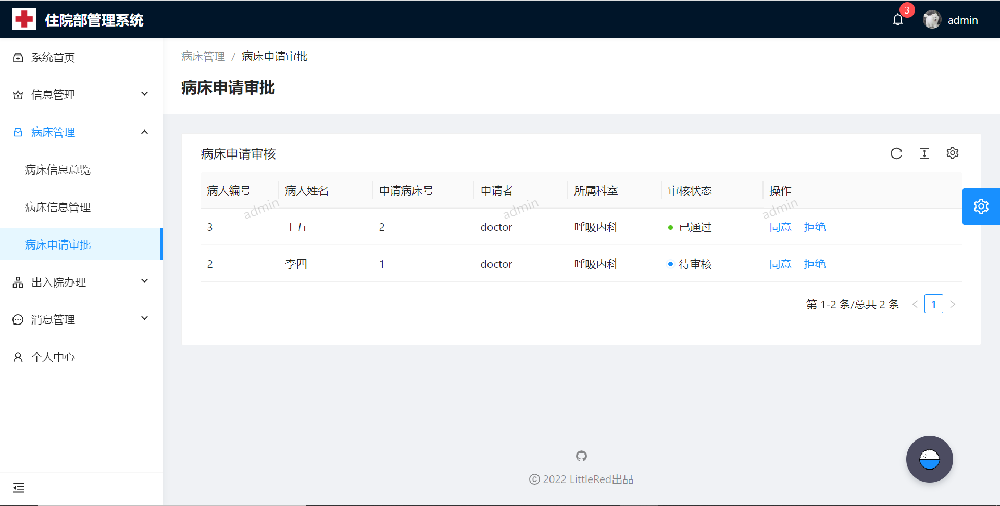 住院部管理系统
3
admin
系统首页
信息管理
病床管理
病床信息总览
病床信息管理
病床申请审批
出入院办理
消息管理
个人中心
病床管理 / 病床申请审批
病床申请审批
病床申请审核
病人编号 病人姓名 申请病床号 申请者 所属科室 审核状态 操作
admin admin admin
3 王五 2 doctor 呼吸内科 已通过 同意 拒绝
2 李四 1 doctor 呼吸内科 待审核 同意 拒绝
第 1-2 条/总共 2 条 < 1 >
© 2022 LittleRed出品